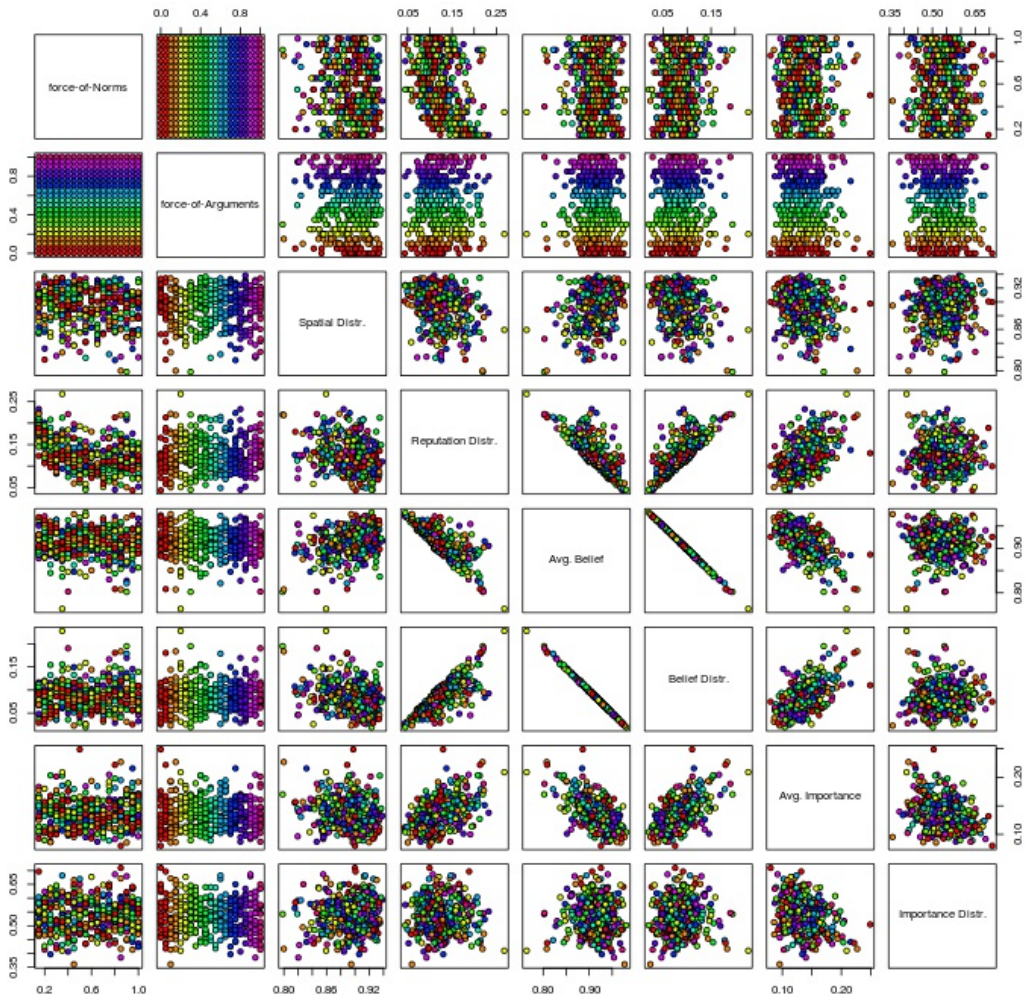 0.0 0.4 0.8
0.05 0.15 0.25
0.05 0.15
0.35 0.50 0.65
force-of-Norms
0.2 0.6 1.0
0.0 0.4 0.8
force-of-Arguments
Spatial Distr.
0.80 0.86 0.92
0.05 0.15 0.25
Reputation Distr.
Avg. Belief
0.80 0.90
0.05 0.15
Belief Distr.
Avg. Importance
0.10 0.20
0.35 0.50 0.65
Importance Distr.
0.2 0.6 1.0
0.80 0.86 0.92
0.80 0.90
0.10 0.20